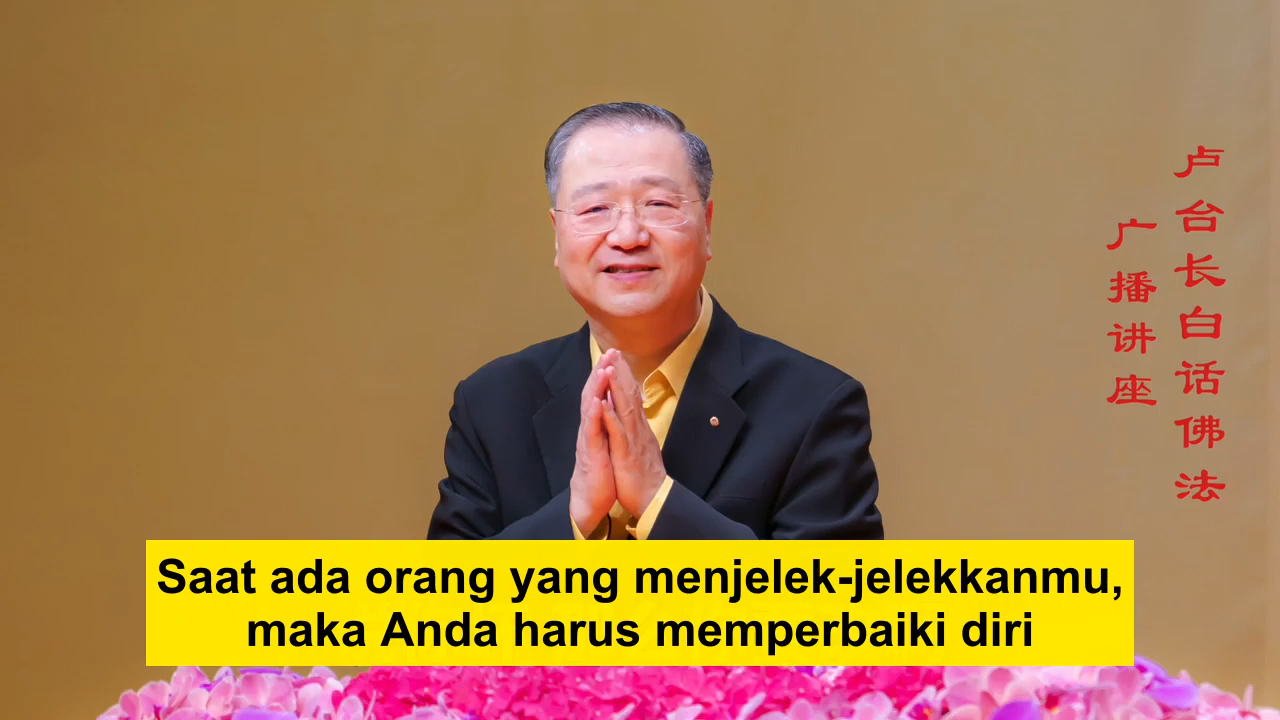 卢台长白话佛法
广播讲座
Saat ada orang yang menjelek-jelekkanmu,
maka Anda harus memperbaiki diri